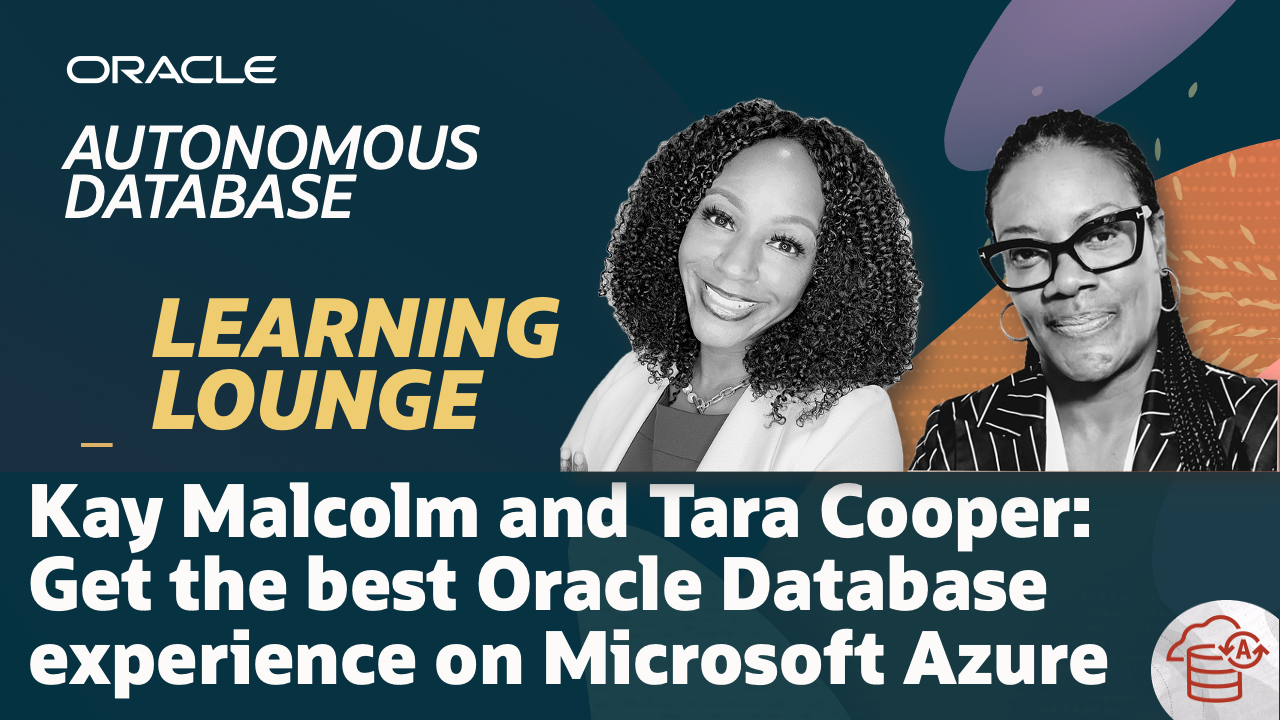 ORACLE
AUTONOMOUS
DATABASE
LEARNING
LOUNGE
Kay Malcolm and Tara Cooper:
Get the best Oracle Database
experience on Microsoft Azure
A